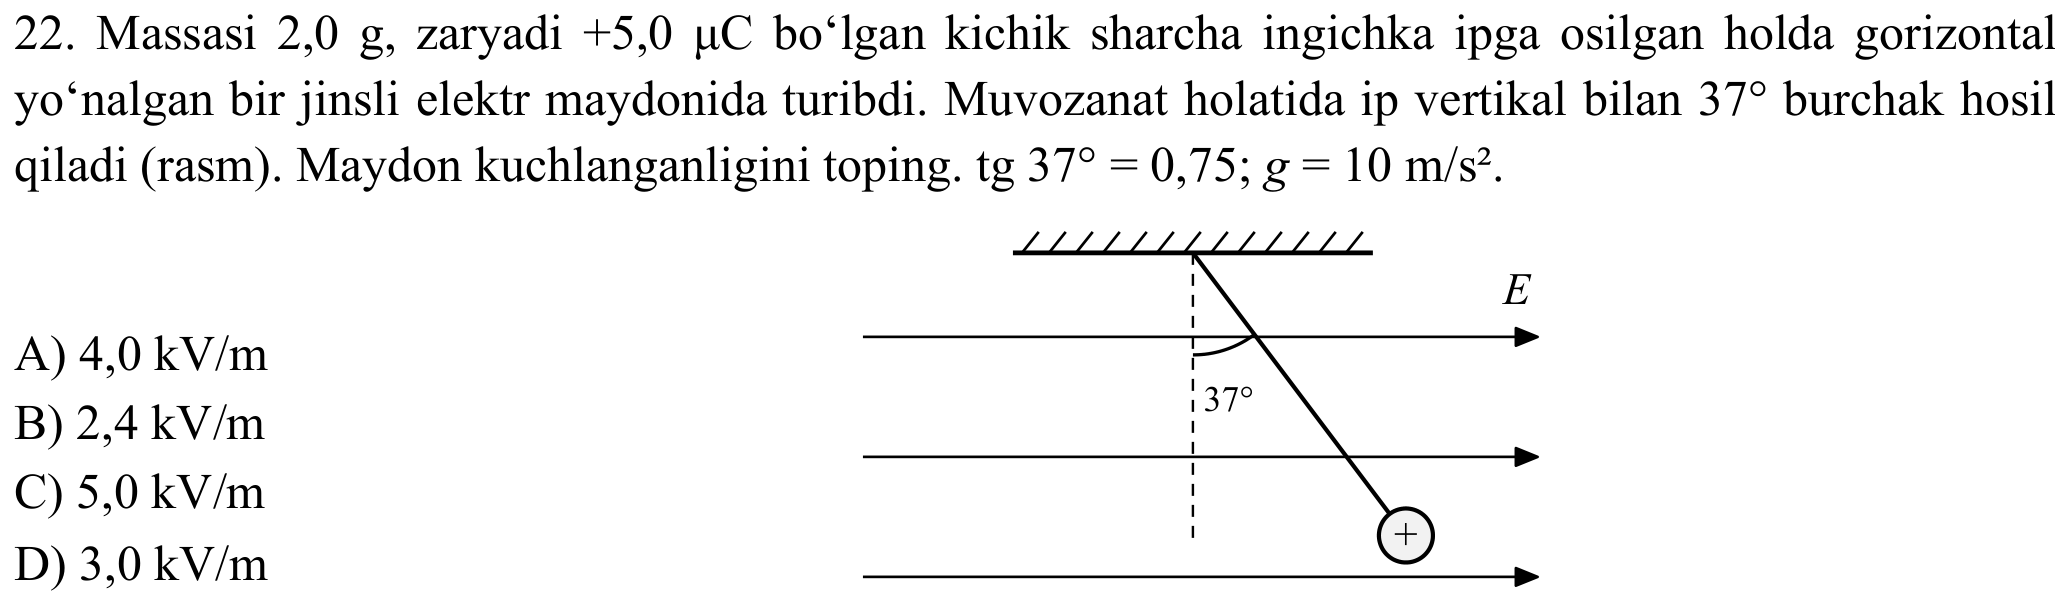 22. Massasi 2,0 g, zaryadi +5,0 μC bo‘lgan kichik sharcha ingichka ipga osilgan holda gorizontal
yo‘nalgan bir jinsli elektr maydonida turibdi. Muvozanat holatida ip vertikal bilan 37° burchak hosil
qiladi (rasm). Maydon kuchlanganligini toping. tg 37° = 0,75; g = 10 m/s².
E
A) 4,0 kV/m
37°
B) 2,4 kV/m
C) 5,0 kV/m
+
D) 3,0 kV/m